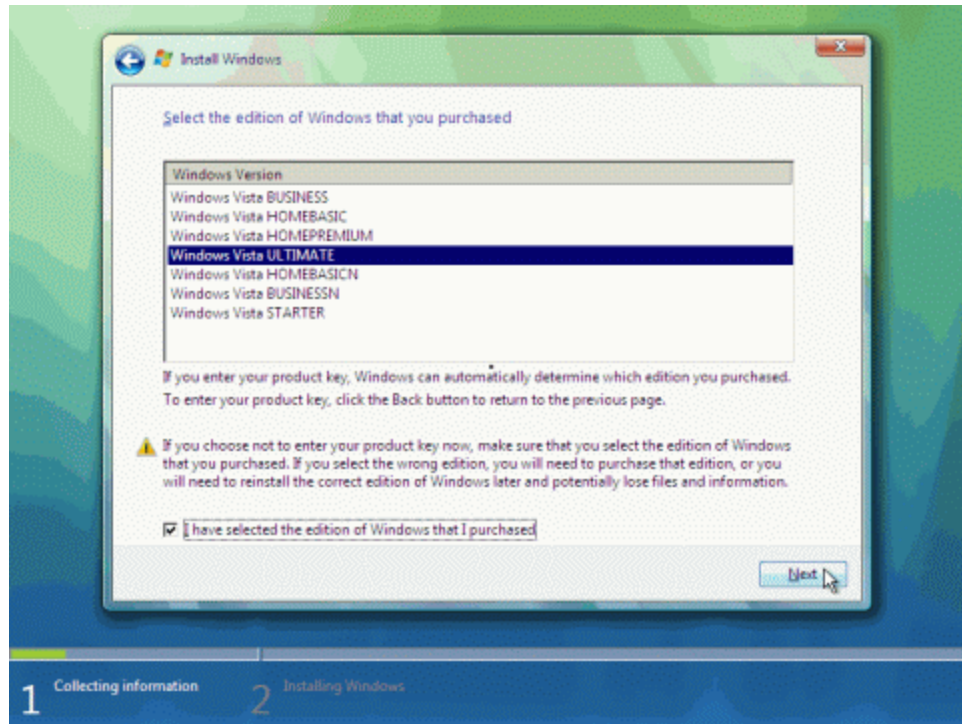 Install Windows
Select the edition of Windows that you purchased
Windows Version
Windows Vista BUSINESS
Windows Vista HOMEBASIC
Windows Vista HOMEPREMIUM
Windows Vista ULTIMATE
Windows Vista HOMEBASICN
Windows Vista BUSINESSN
Windows Vista STARTER
If you enter your product key, Windows can automatically determine which edition you purchased.
To enter your product key, click the Back button to return to the previous page.
If you choose not to enter your product key now, make sure that you select the edition of Windows
that you purchased. If you select the wrong edition, you will need to purchase that edition, or you
will need to reinstall the correct edition of Windows later and potentially lose files and information.
I have selected the edition of Windows that I purchased
Next
1 Collecting information
2 Installing Windows